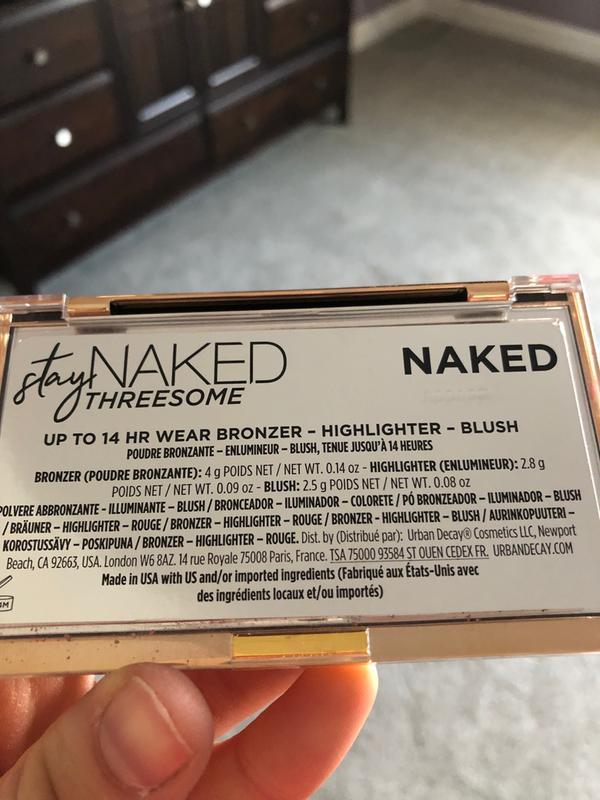 stay NAKED
THREESOME
NAKED
UP TO 14 HR WEAR BRONZER – HIGHLIGHTER – BLUSH
POUDRE BRONZANTE – ENLUMINEUR – BLUSH, TENUE JUSQU'À 14 HEURES
BRONZER (POUDRE BRONZANTE): 4 g POIDS NET / NET WT. 0.14 oz - HIGHLIGHTER (ENLUMINEUR): 2.8 g
POIDS NET / NET WT. 0.09 oz - BLUSH: 2.5 g POIDS NET / NET WT. 0.08 oz
POLVERE ABBRONZANTE - ILLUMINANTE – BLUSH / BRONCEADOR – ILUMINADOR – COLORETE / PÓ BRONZEADOR – ILUMINADOR – BLUSH
/ BRÄUNER – HIGHLIGHTER – ROUGE / BRONZER - HIGHLIGHTER – ROUGE / BRONZER - HIGHLIGHTER – BLUSH / AURINKOPUUTERI –
KOROSTUSSÄVY – POSKIPUNA / BRONZER – HIGHLIGHTER – ROUGE. Dist. by (Distribué par): Urban Decay® Cosmetics LLC, Newport
Beach, CA 92663, USA. London W6 8AZ. 14 rue Royale 75008 Paris, France. TSA 75000 93584 ST OUEN CEDEX FR. URBANDECAY.COM
Made in USA with US and/or imported ingredients (Fabriqué aux États-Unis avec
des ingrédients locaux et/ou importés)